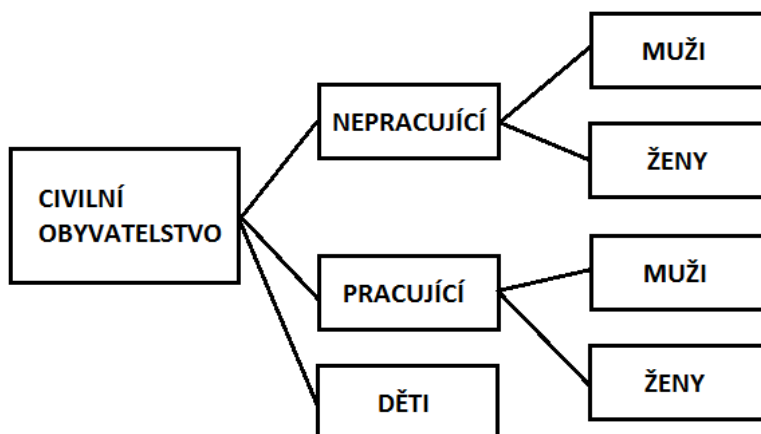 CIVILNÍ
OBYVATELSTVO
NEPRACUJÍCÍ
MUŽI
ŽENY
PRACUJÍCÍ
MUŽI
ŽENY
DĚTI